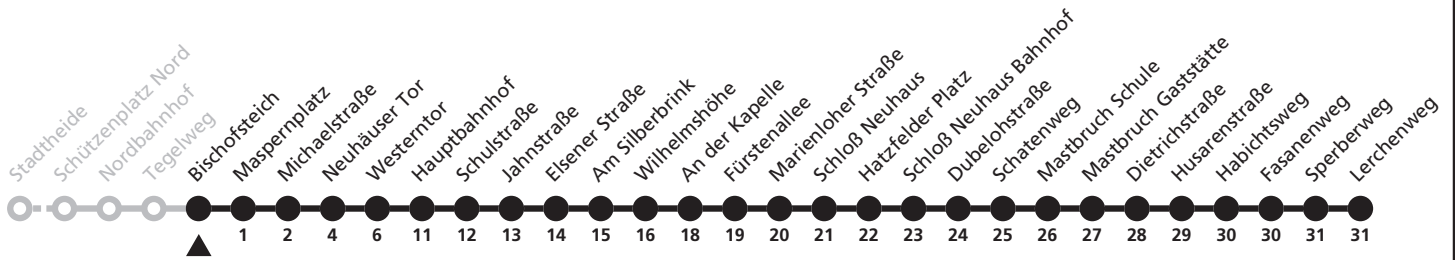 Stadtheide
Schützenplatz Nord
Nordbahnhof
Tegelweg
Bischofsteich
Maspernplatz
Michaelstraße
Neuhäuser Tor
Westerntor
Hauptbahnhof
Schulstraße
Jahnstraße
Elsener Straße
Am Silberbrink
Wilhelmshöhe
An der Kapelle
Fürstenallee
Marienloher Straße
Schloß Neuhaus
Hatzfelder Platz
Schloß Neuhaus Bahnhof
Dubelohstraße
Schatenweg
Mastbruch Schule
Mastbruch Gaststätte
Dietrichstraße
Husarenstraße
Habichtsweg
Fasanenweg
Sperberweg
Lerchenweg
1 2 4 6 11 12 13 14 15 16 18 19 20 21 22 23 24 25 26 27 28 29 30 30 31 31